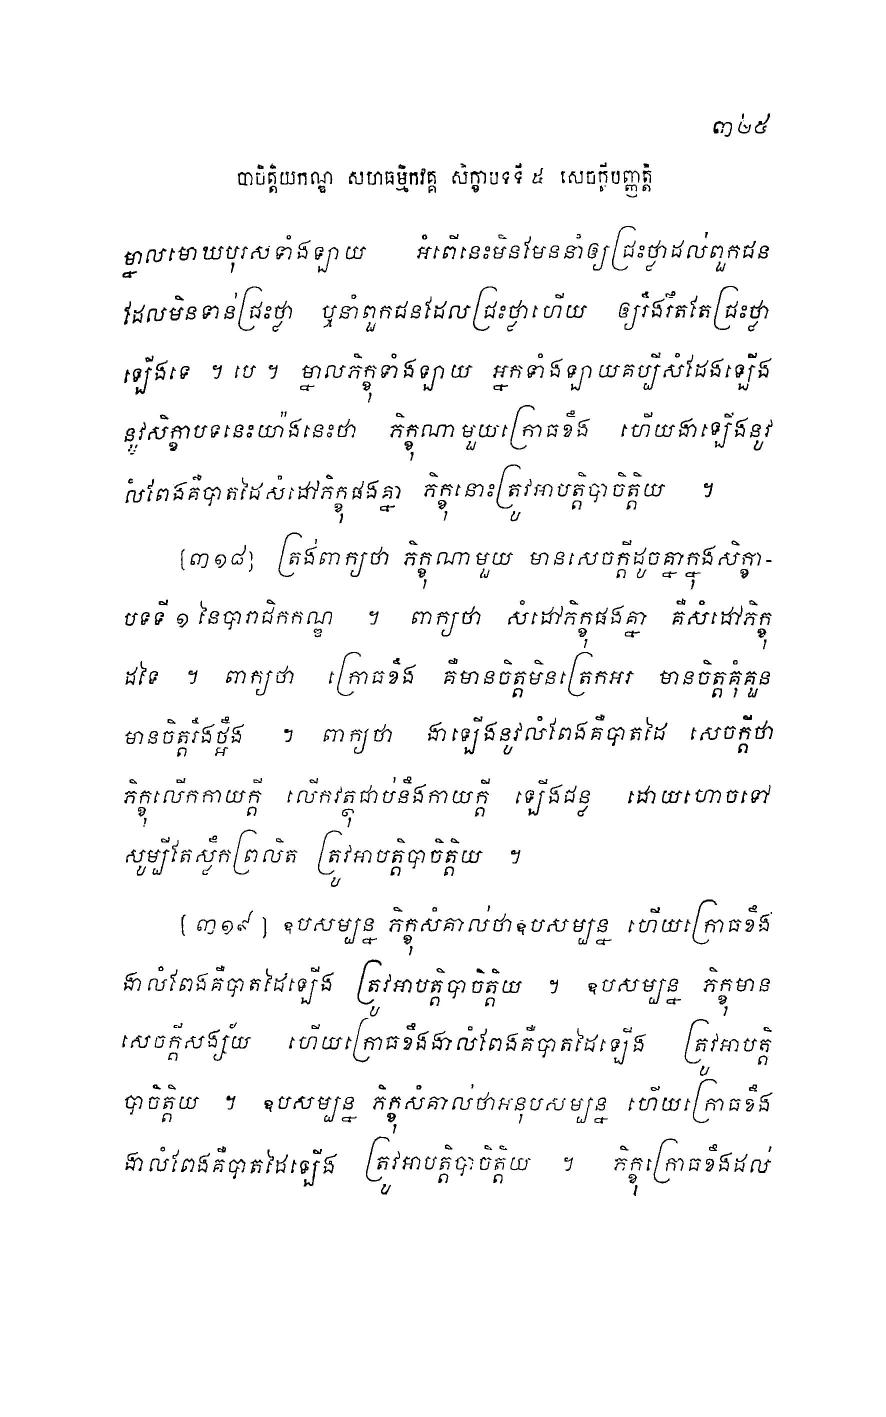 ៣២៥
បាចិត្តិយកណ្ឌ សហធម្មិកវគ្គ សិក្ខាបទទី ៥ សេចក្តីបញ្ញត្តិ
ម្នាលមោឃបុរសទាំងឡាយ អំពើនេះមិនមែននាំឲ្យជ្រះថ្លាដល់ពួកជន
ដែលមិនទាន់ជ្រះថ្លា ឬនាំពួកជនដែលជ្រះថ្លាហើយ ឲ្យរឹងរឹតតែជ្រះថ្លា
ឡើងទេ ។ បេ ។ ម្នាលភិក្ខុទាំងឡាយ អ្នកទាំងឡាយគប្បីសំដែងឡើង
នូវសិក្ខាបទនេះយ៉ាងនេះថា ភិក្ខុណាមួយក្រោធខឹង ហើយងាឡើងនូវ
លំពែងគឺបាតដៃសំដៅភិក្ខុផងគ្នា ភិក្ខុនោះត្រូវអាបត្តិបាចិត្តិយ ។
[៣១៨] ត្រង់ពាក្យថា ភិក្ខុណាមួយ មានសេចក្តីដូចគ្នាក្នុងសិក្ខា-
បទទី ១ នៃបារាជិកកណ្ឌ ។ ពាក្យថា សំដៅភិក្ខុផងគ្នា គឺសំដៅភិក្ខុ
ដទៃ ។ ពាក្យថា ក្រោធខឹង គឺមានចិត្តមិនត្រេកអរ មានចិត្តគុំគួន
មានចិត្តរឹងថ្អឹង ។ ពាក្យថា ងាឡើងនូវលំពែងគឺបាតដៃ សេចក្តីថា
ភិក្ខុលើកកាយក្តី លើកវត្ថុជាប់នឹងកាយក្តី ឡើងជន្ទ ដោយហោចទៅ
សូម្បីតែស្លឹកព្រលិត ត្រូវអាបត្តិបាចិត្តិយ ។
[៣១៩] ឧបសម្បន្ន ភិក្ខុសំគាល់ថាឧបសម្បន្ន ហើយក្រោធខឹង
ងាលំពែងគឺបាតដៃឡើង ត្រូវអាបត្តិបាចិត្តិយ ។ ឧបសម្បន្ន ភិក្ខុមាន
សេចក្តីសង្ស័យ ហើយក្រោធខឹងងាលំពែងគឺបាតដៃឡើង ត្រូវអាបត្តិ
បាចិត្តិយ ។ ឧបសម្បន្ន ភិក្ខុសំគាល់ថាអនុបសម្បន្ន ហើយក្រោធខឹង
ងាលំពែងគឺបាតដៃឡើង ត្រូវអាបត្តិបាចិត្តិយ ។ ភិក្ខុក្រោធខឹងដល់